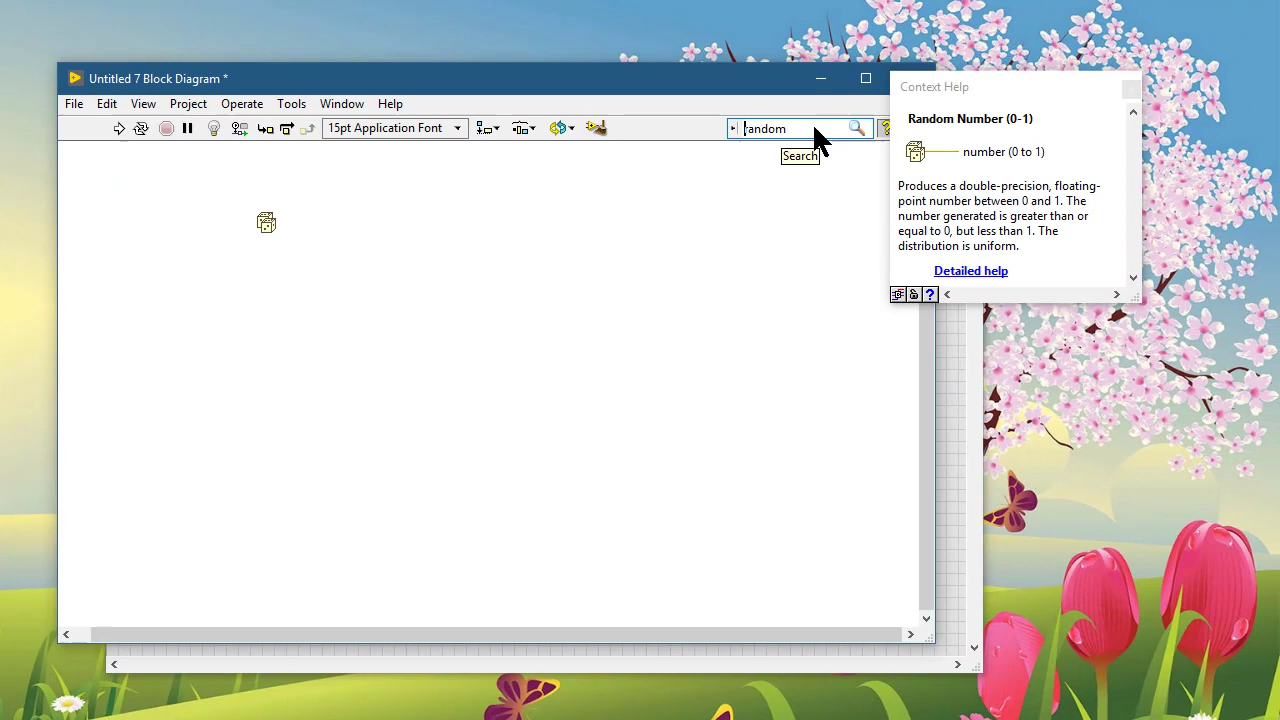 Untitled 7 Block Diagram *
File Edit View Project Operate Tools Window Help
15pt Application Font
random
Search
Context Help
Random Number (0-1)
number (0 to 1)
Produces a double-precision, floating-
point number between 0 and 1. The
number generated is greater than or
equal to 0, but less than 1. The
distribution is uniform.
Detailed help